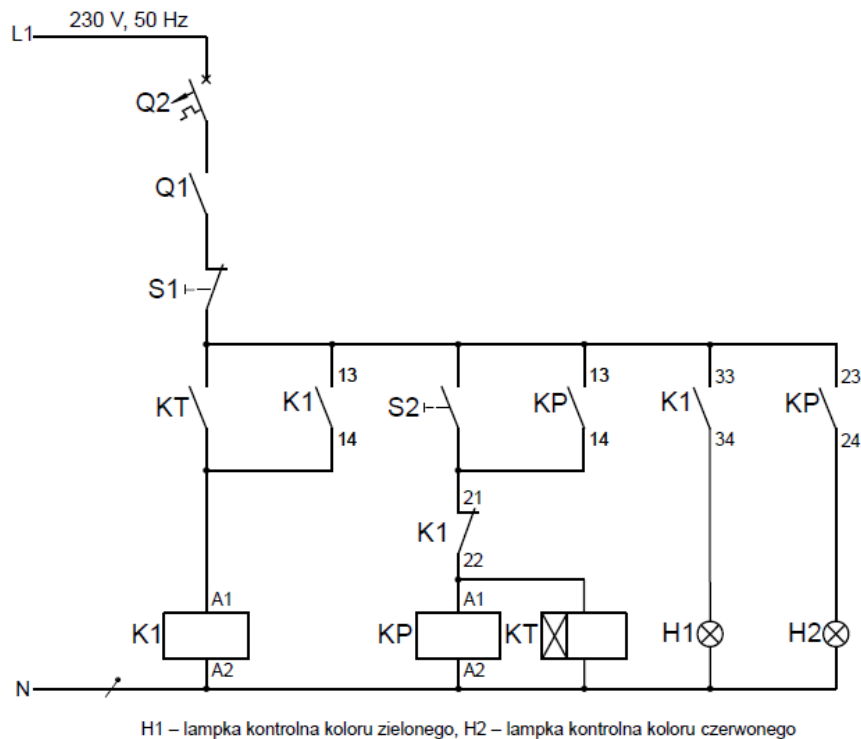 230 V, 50 Hz
L1
Q2
Q1
S1
13 13 33 23
KT K1 S2 KP K1 KP
14 14 34 24
21
K1
22
A1 A1
K1 KP KT H1 H2
A2 A2
N
H1 – lampka kontrolna koloru zielonego, H2 – lampka kontrolna koloru czerwonego